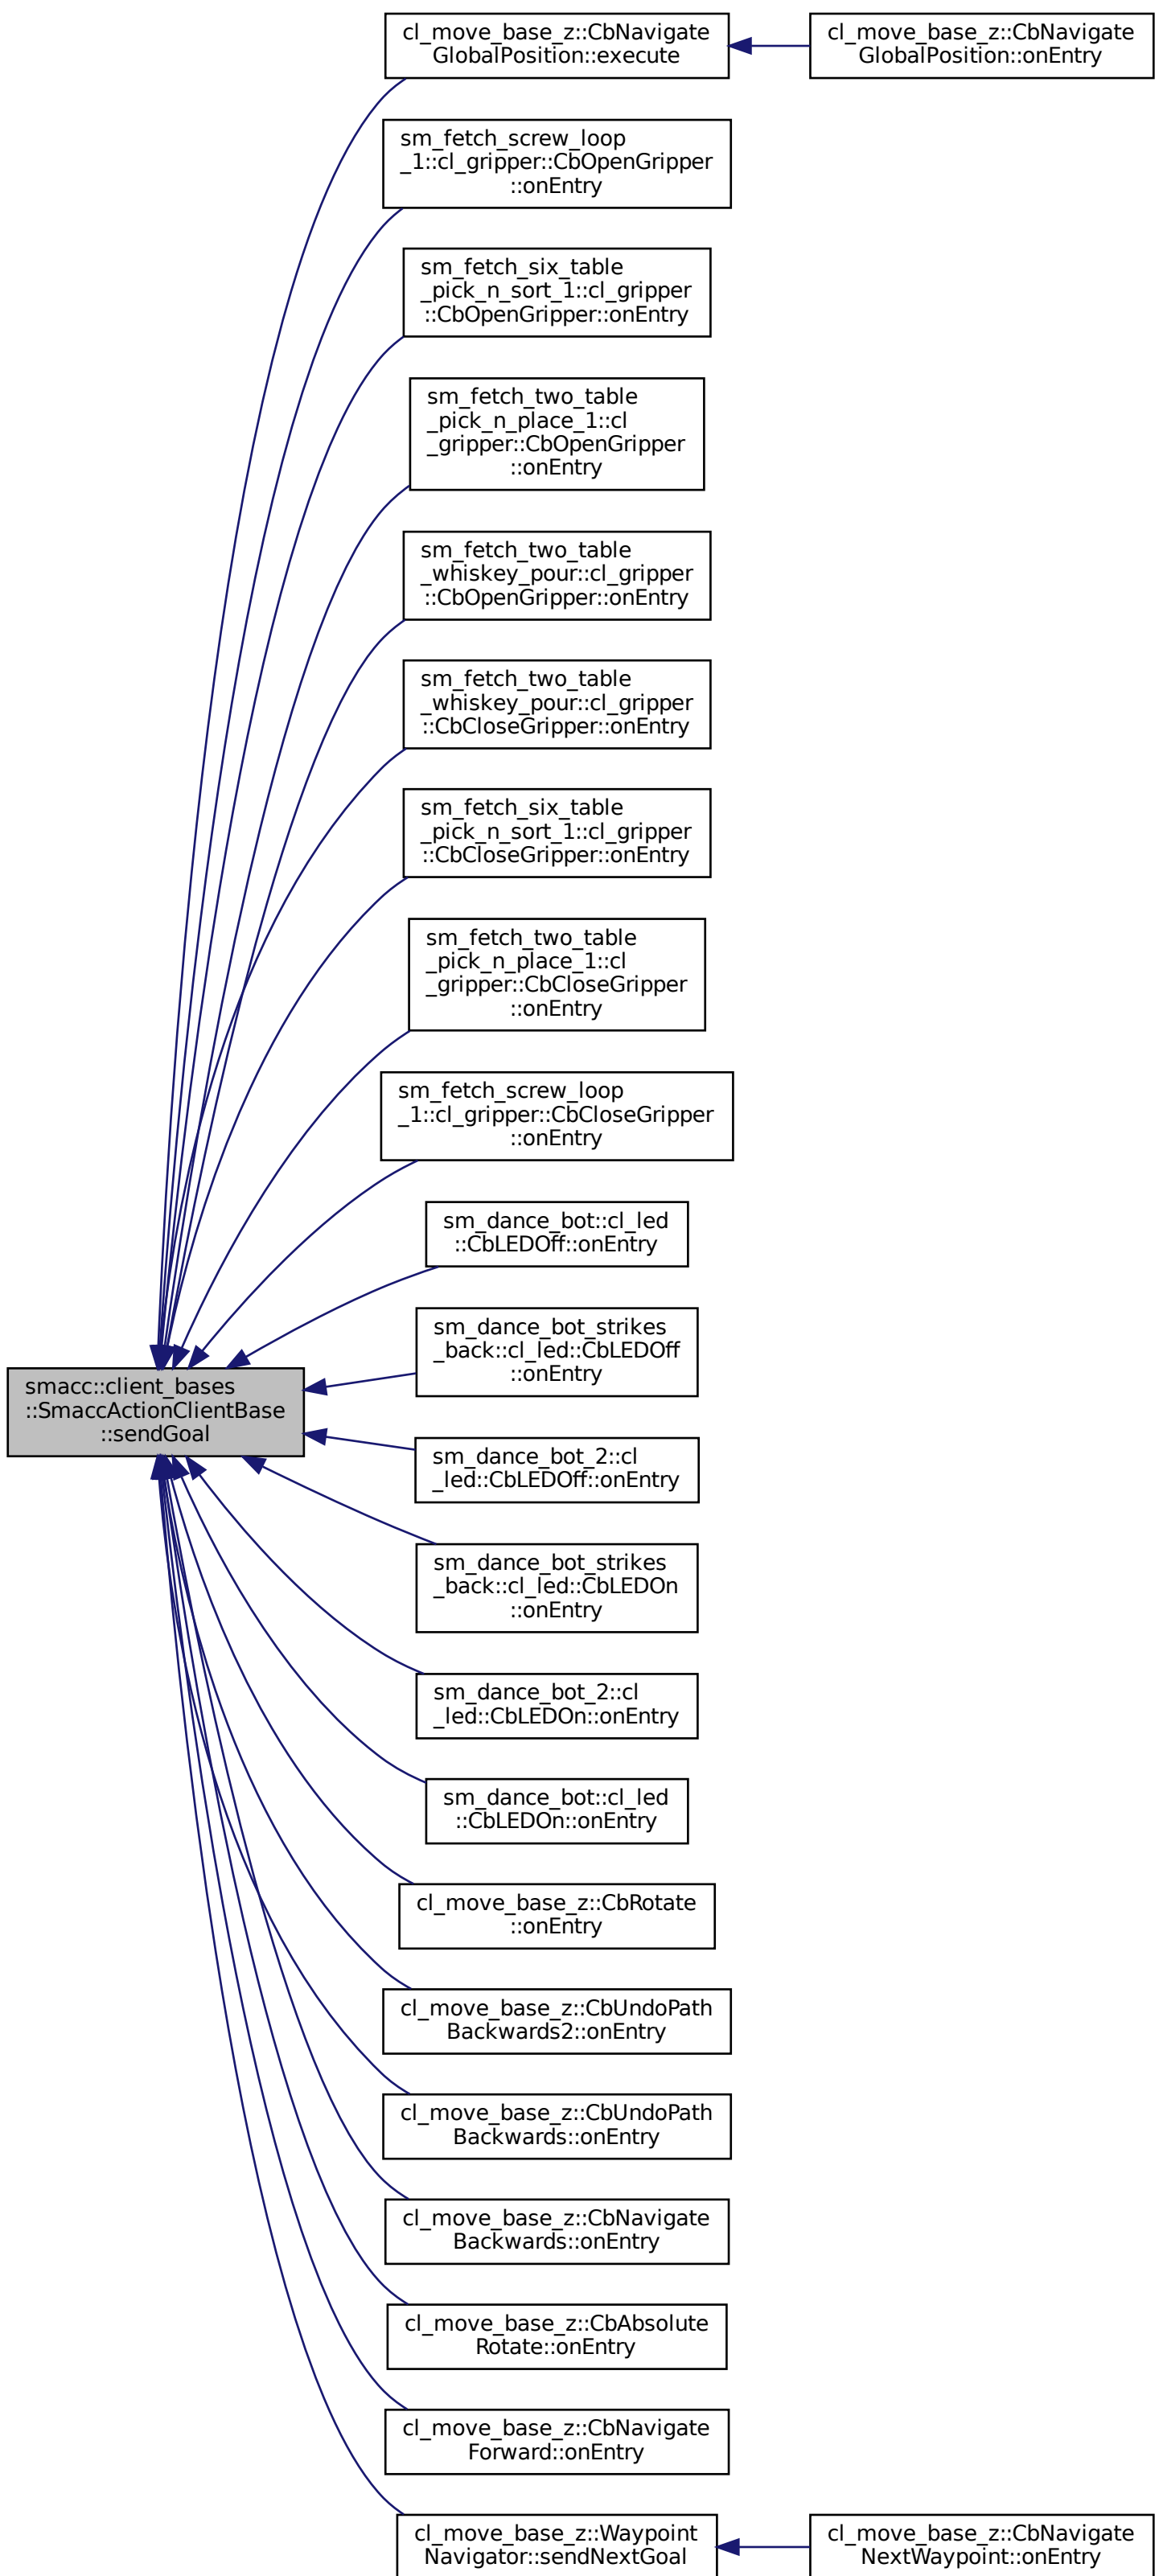 cl_move_base_z::CbNavigate
GlobalPosition::execute
cl_move_base_z::CbNavigate
GlobalPosition::onEntry
sm_fetch_screw_loop
_1::cl_gripper::CbOpenGripper
::onEntry
sm_fetch_six_table
_pick_n_sort_1::cl_gripper
::CbOpenGripper::onEntry
sm_fetch_two_table
_pick_n_place_1::cl
_gripper::CbOpenGripper
::onEntry
sm_fetch_two_table
_whiskey_pour::cl_gripper
::CbOpenGripper::onEntry
sm_fetch_two_table
_whiskey_pour::cl_gripper
::CbCloseGripper::onEntry
sm_fetch_six_table
_pick_n_sort_1::cl_gripper
::CbCloseGripper::onEntry
sm_fetch_two_table
_pick_n_place_1::cl
_gripper::CbCloseGripper
::onEntry
sm_fetch_screw_loop
_1::cl_gripper::CbCloseGripper
::onEntry
sm_dance_bot::cl_led
::CbLEDOff::onEntry
sm_dance_bot_strikes
_back::cl_led::CbLEDOff
::onEntry
smacc::client_bases
::SmaccActionClientBase
::sendGoal
sm_dance_bot_2::cl
_led::CbLEDOff::onEntry
sm_dance_bot_strikes
_back::cl_led::CbLEDOn
::onEntry
sm_dance_bot_2::cl
_led::CbLEDOn::onEntry
sm_dance_bot::cl_led
::CbLEDOn::onEntry
cl_move_base_z::CbRotate
::onEntry
cl_move_base_z::CbUndoPath
Backwards2::onEntry
cl_move_base_z::CbUndoPath
Backwards::onEntry
cl_move_base_z::CbNavigate
Backwards::onEntry
cl_move_base_z::CbAbsolute
Rotate::onEntry
cl_move_base_z::CbNavigate
Forward::onEntry
cl_move_base_z::Waypoint
Navigator::sendNextGoal
cl_move_base_z::CbNavigate
NextWaypoint::onEntry